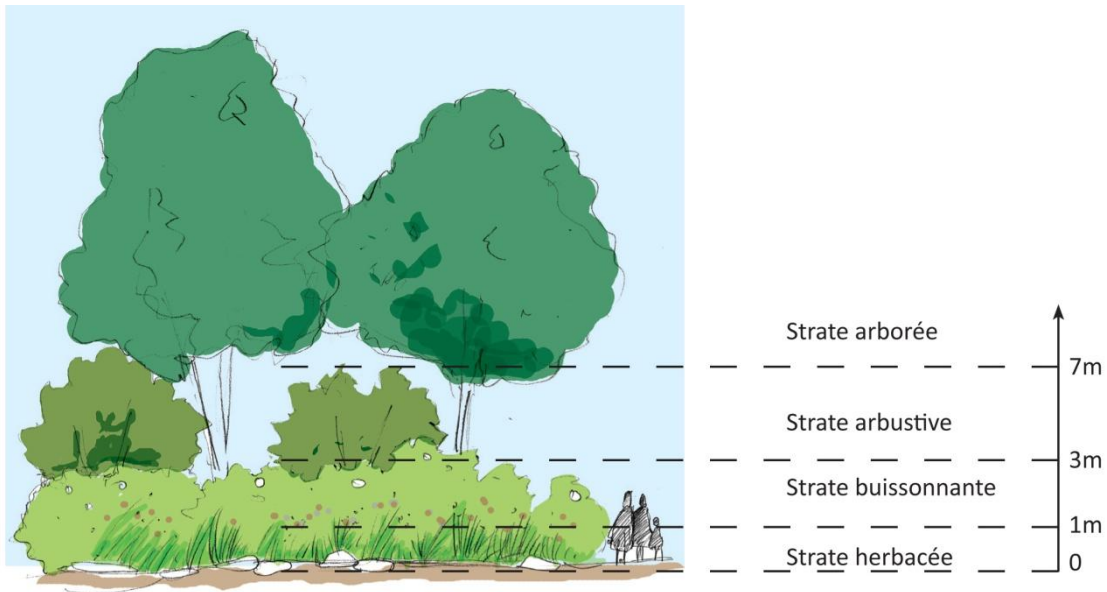 Strate arborée
7m
Strate arbustive
3m
Strate buissonnante
1m
Strate herbacée
0